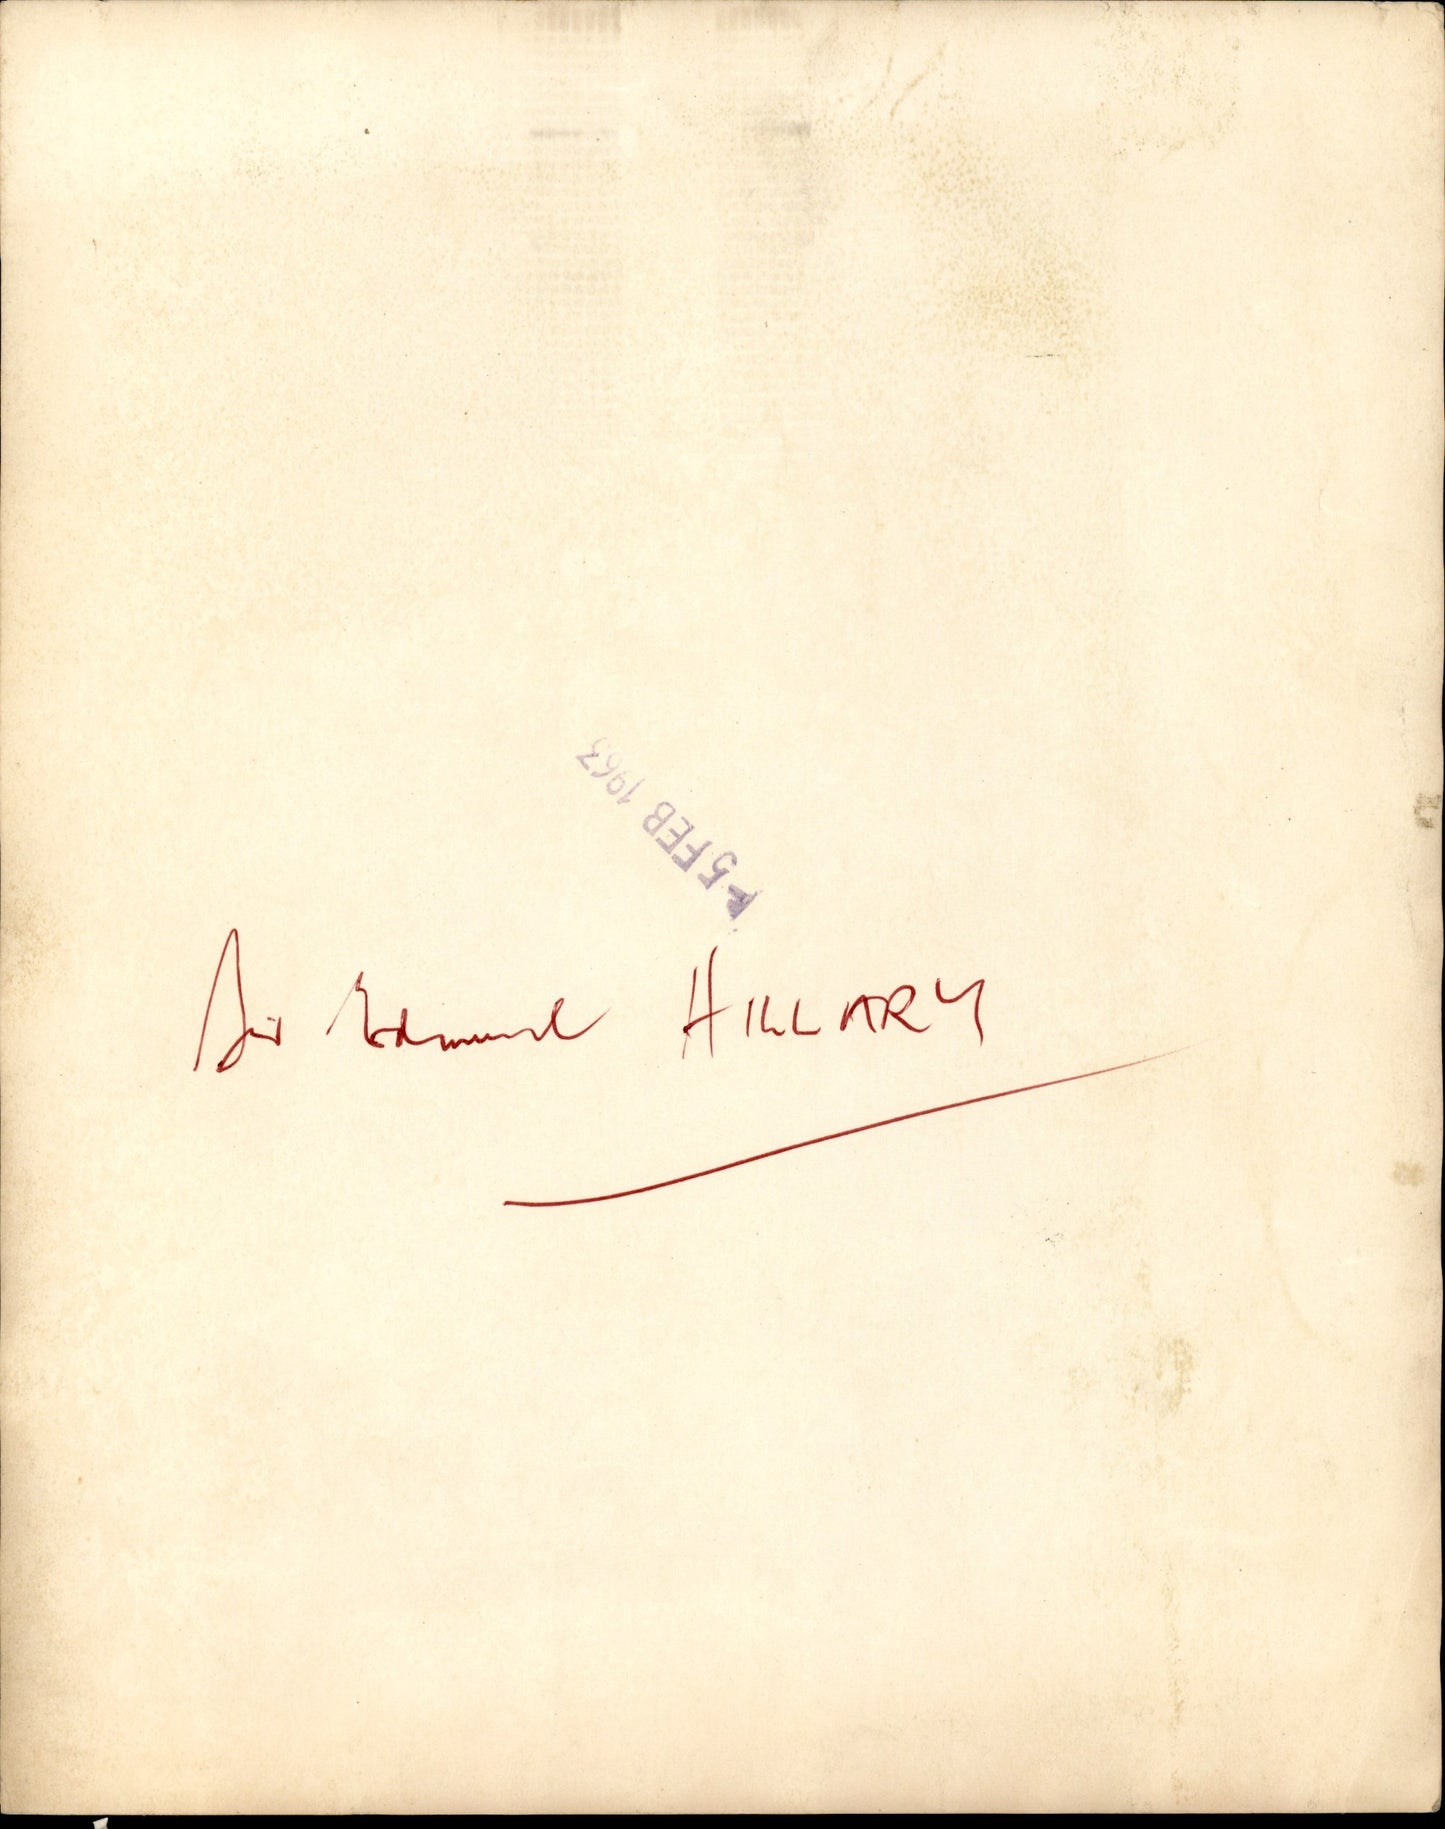 -5 FEB 1963
Sir Edmund HILLARY